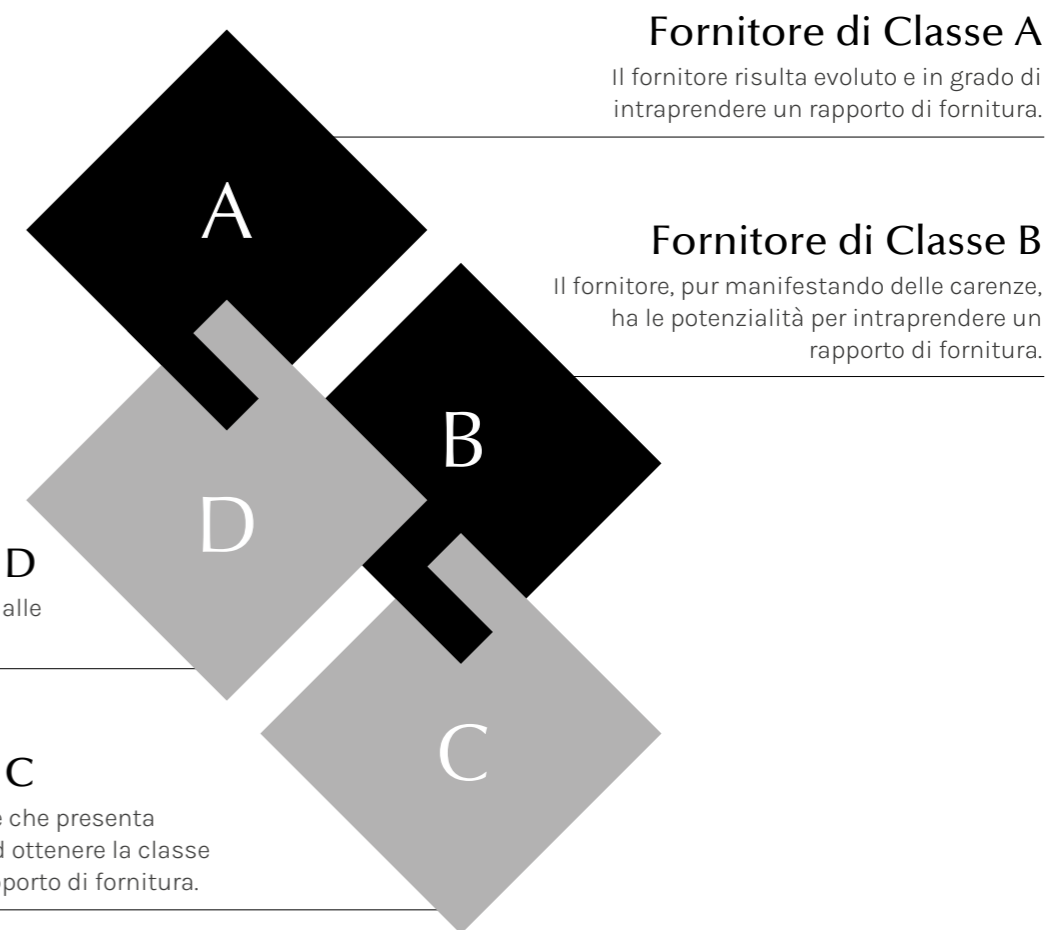 Fornitore di Classe A
Il fornitore risulta evoluto e in grado di
intraprendere un rapporto di fornitura.
A
Fornitore di Classe B
Il fornitore, pur manifestando delle carenze,
ha le potenzialità per intraprendere un
rapporto di fornitura.
B
D
D
alle
C
C
che presenta
ottenere la classe
di fornitura.